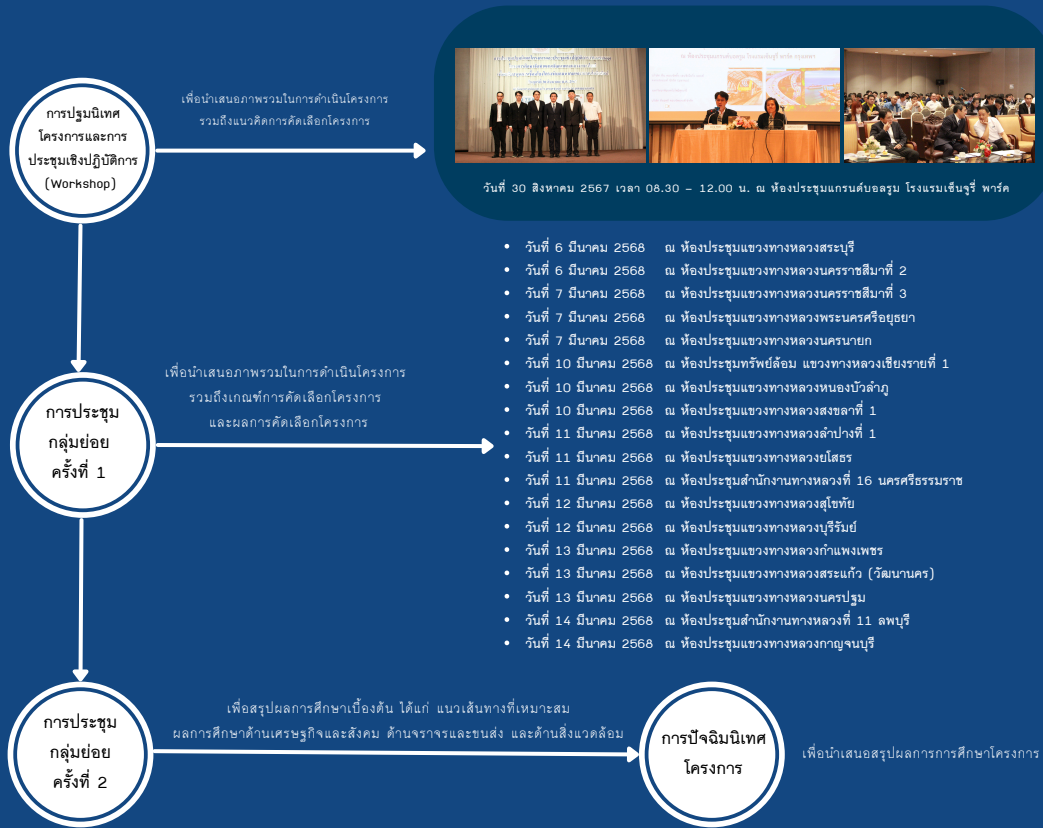 การปฐมนิเทศ
โครงการและการ
ประชุมเชิงปฏิบัติการ
(Workshop)
เพื่อนำเสนอภาพรวมในการดำเนินโครงการ
รวมถึงแนวคิดการคัดเลือกโครงการ
วันที่ 30 สิงหาคม 2567 เวลา 08.30 – 12.00 น. ณ ห้องประชุมแกรนด์บอลรูม โรงแรมเซ็นจูรี่ พาร์ค
การประชุม
กลุ่มย่อย
ครั้งที่ 1
เพื่อนำเสนอภาพรวมในการดำเนินโครงการ
รวมถึงเกณฑ์การคัดเลือกโครงการ
และผลการคัดเลือกโครงการ
• วันที่ 6 มีนาคม 2568 ณ ห้องประชุมแขวงทางหลวงสระบุรี
• วันที่ 6 มีนาคม 2568 ณ ห้องประชุมแขวงทางหลวงนครราชสีมาที่ 2
• วันที่ 7 มีนาคม 2568 ณ ห้องประชุมแขวงทางหลวงนครราชสีมาที่ 3
• วันที่ 7 มีนาคม 2568 ณ ห้องประชุมแขวงทางหลวงพระนครศรีอยุธยา
• วันที่ 7 มีนาคม 2568 ณ ห้องประชุมแขวงทางหลวงนครนายก
• วันที่ 10 มีนาคม 2568 ณ ห้องประชุมทรัพย์ล้อม แขวงทางหลวงเชียงรายที่ 1
• วันที่ 10 มีนาคม 2568 ณ ห้องประชุมแขวงทางหลวงหนองบัวลำภู
• วันที่ 10 มีนาคม 2568 ณ ห้องประชุมแขวงทางหลวงสงขลาที่ 1
• วันที่ 11 มีนาคม 2568 ณ ห้องประชุมแขวงทางหลวงลำปางที่ 1
• วันที่ 11 มีนาคม 2568 ณ ห้องประชุมแขวงทางหลวงยโสธร
• วันที่ 11 มีนาคม 2568 ณ ห้องประชุมสำนักงานทางหลวงที่ 16 นครศรีธรรมราช
• วันที่ 12 มีนาคม 2568 ณ ห้องประชุมแขวงทางหลวงสุโขทัย
• วันที่ 12 มีนาคม 2568 ณ ห้องประชุมแขวงทางหลวงบุรีรัมย์
• วันที่ 13 มีนาคม 2568 ณ ห้องประชุมแขวงทางหลวงกำแพงเพชร
• วันที่ 13 มีนาคม 2568 ณ ห้องประชุมแขวงทางหลวงสระแก้ว (วัฒนานคร)
• วันที่ 13 มีนาคม 2568 ณ ห้องประชุมแขวงทางหลวงนครปฐม
• วันที่ 14 มีนาคม 2568 ณ ห้องประชุมสำนักงานทางหลวงที่ 11 ลพบุรี
• วันที่ 14 มีนาคม 2568 ณ ห้องประชุมแขวงทางหลวงกาญจนบุรี
การประชุม
กลุ่มย่อย
ครั้งที่ 2
เพื่อสรุปผลการศึกษาเบื้องต้น ได้แก่ แนวเส้นทางที่เหมาะสม
ผลการศึกษาด้านเศรษฐกิจและสังคม ด้านจราจรและขนส่ง และด้านสิ่งแวดล้อม
การปัจฉิมนิเทศ
โครงการ
เพื่อนำเสนอสรุปผลการการศึกษาโครงการ